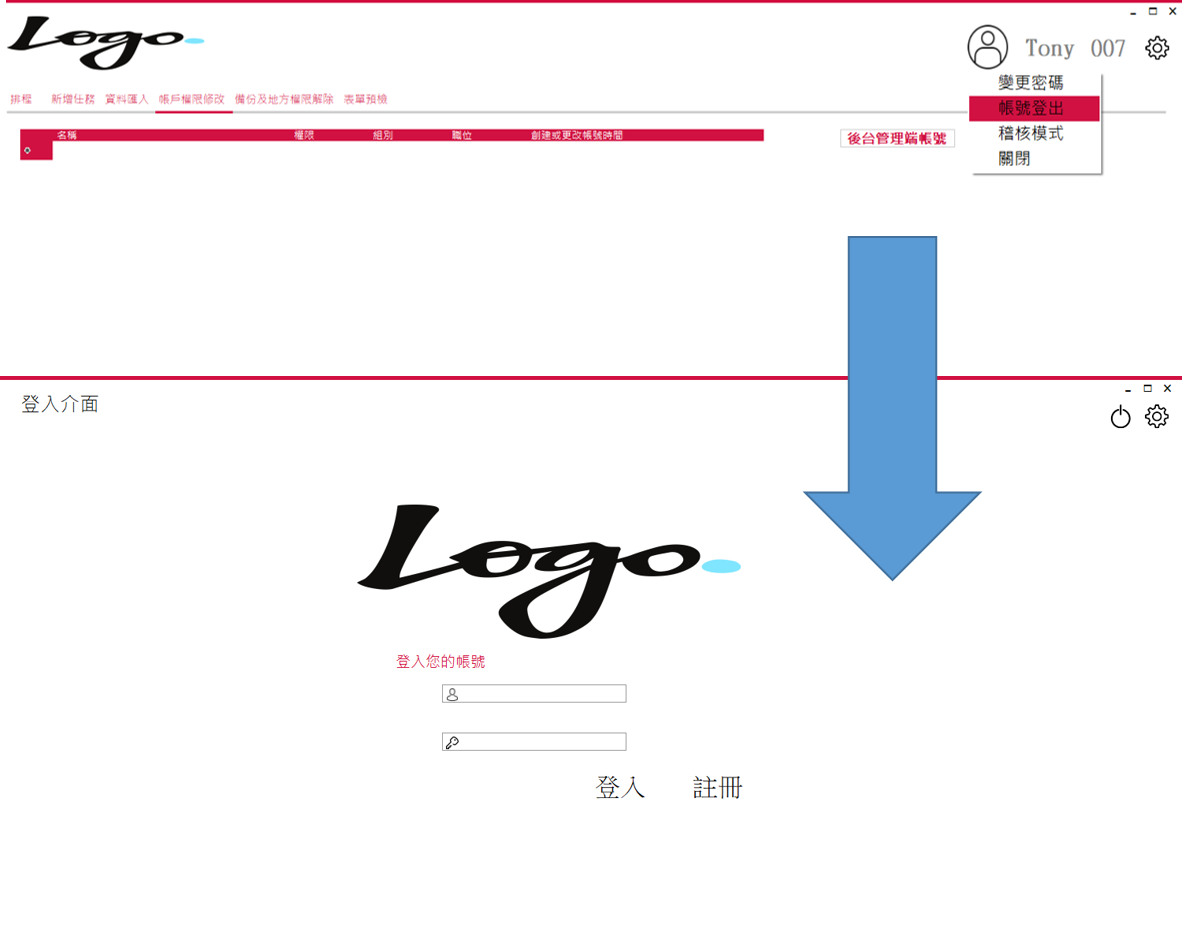 Logo
Tony 007
排程 新增任務 資料匯入 帳戶權限修改 備份及地方權限解除 表單預檢
變更密碼
帳號登出
稽核模式
關閉
名稱 權限 組別 職位 創建或更改帳號時間
後台管理端帳號
登入介面
Logo
登入您的帳號
登入 註冊